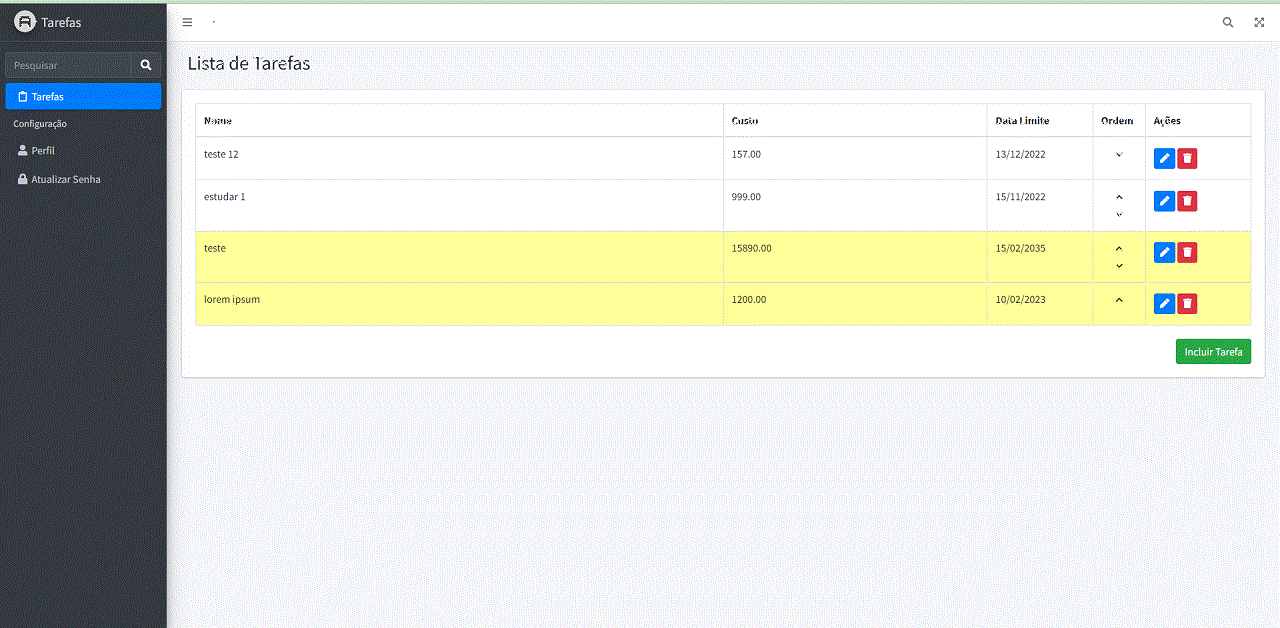 Tarefas
Pesquisar
Tarefas
Configuração
Perfil
Atualizar Senha
Lista de Tarefas
Nome Custo Data Limite Ordem Ações
teste 12 157.00 13/12/2022
estudar 1 999.00 15/11/2022
teste 15890.00 15/02/2035
lorem ipsum 1200.00 10/02/2023
Incluir Tarefa